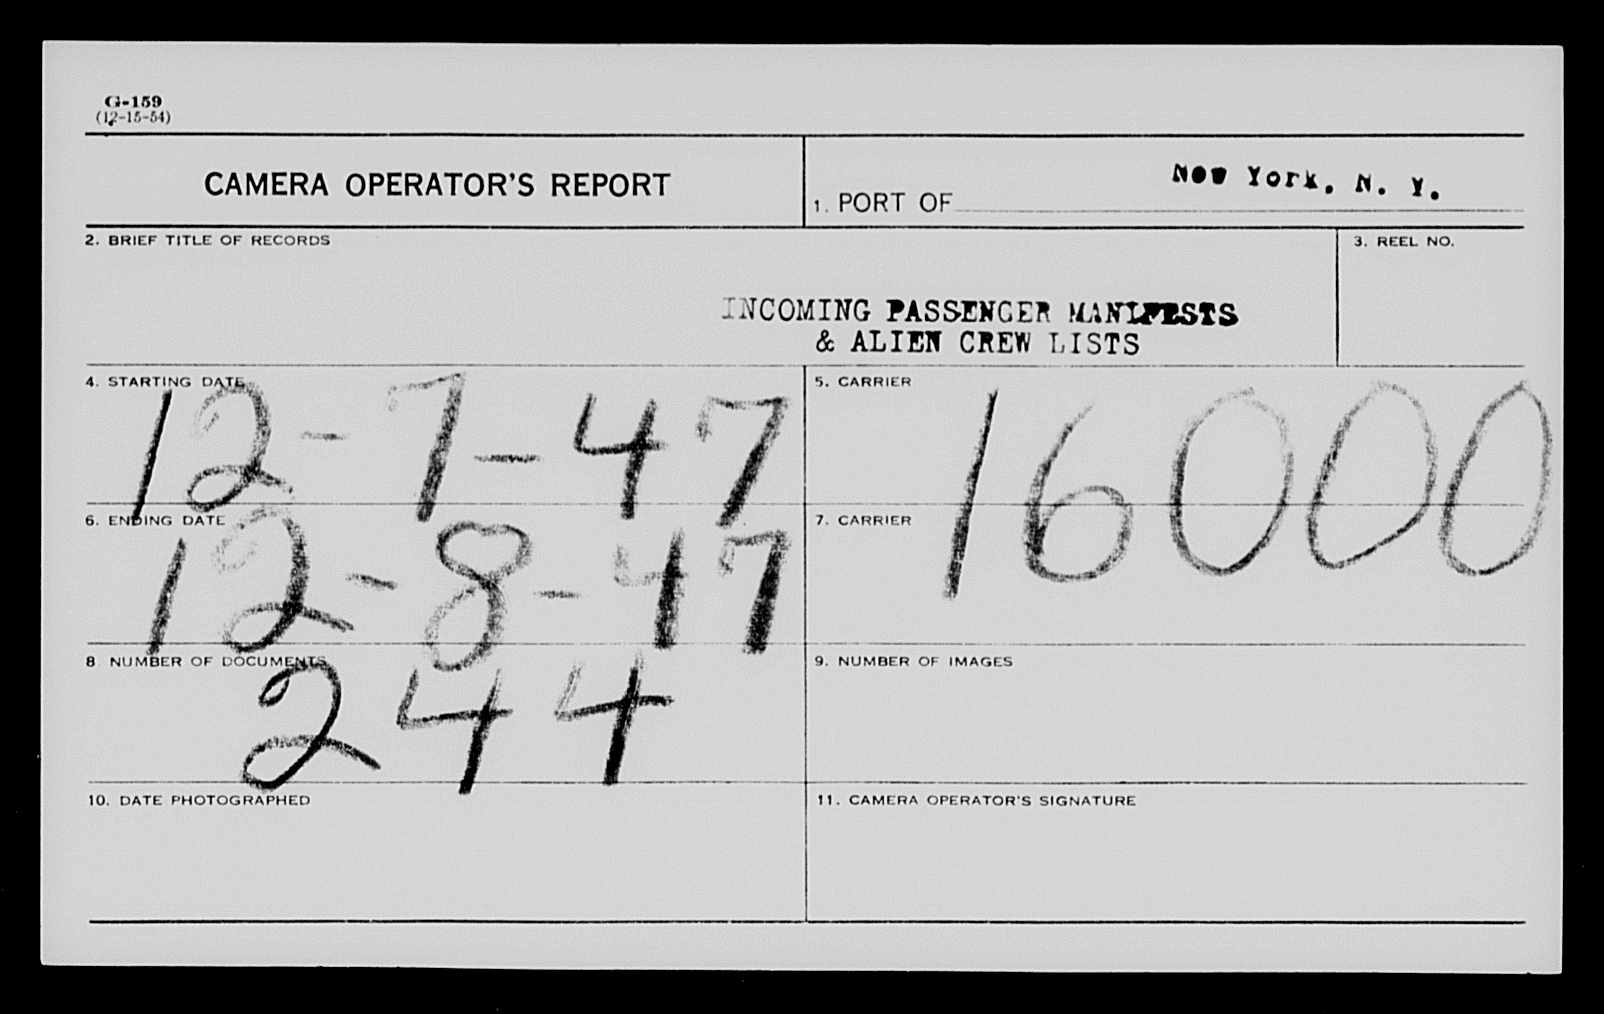 G-159
(12-15-54)
CAMERA OPERATOR'S REPORT
1. PORT OF New York, N. Y.
2. BRIEF TITLE OF RECORDS
3. REEL NO.
INCOMING PASSENGER MANIFESTS
& ALIEN CREW LISTS
4. STARTING DATE
12-7-47
5. CARRIER
16000
6. ENDING DATE
12-8-47
7. CARRIER
8 NUMBER OF DOCUMENTS
244
9. NUMBER OF IMAGES
10. DATE PHOTOGRAPHED
11. CAMERA OPERATOR'S SIGNATURE